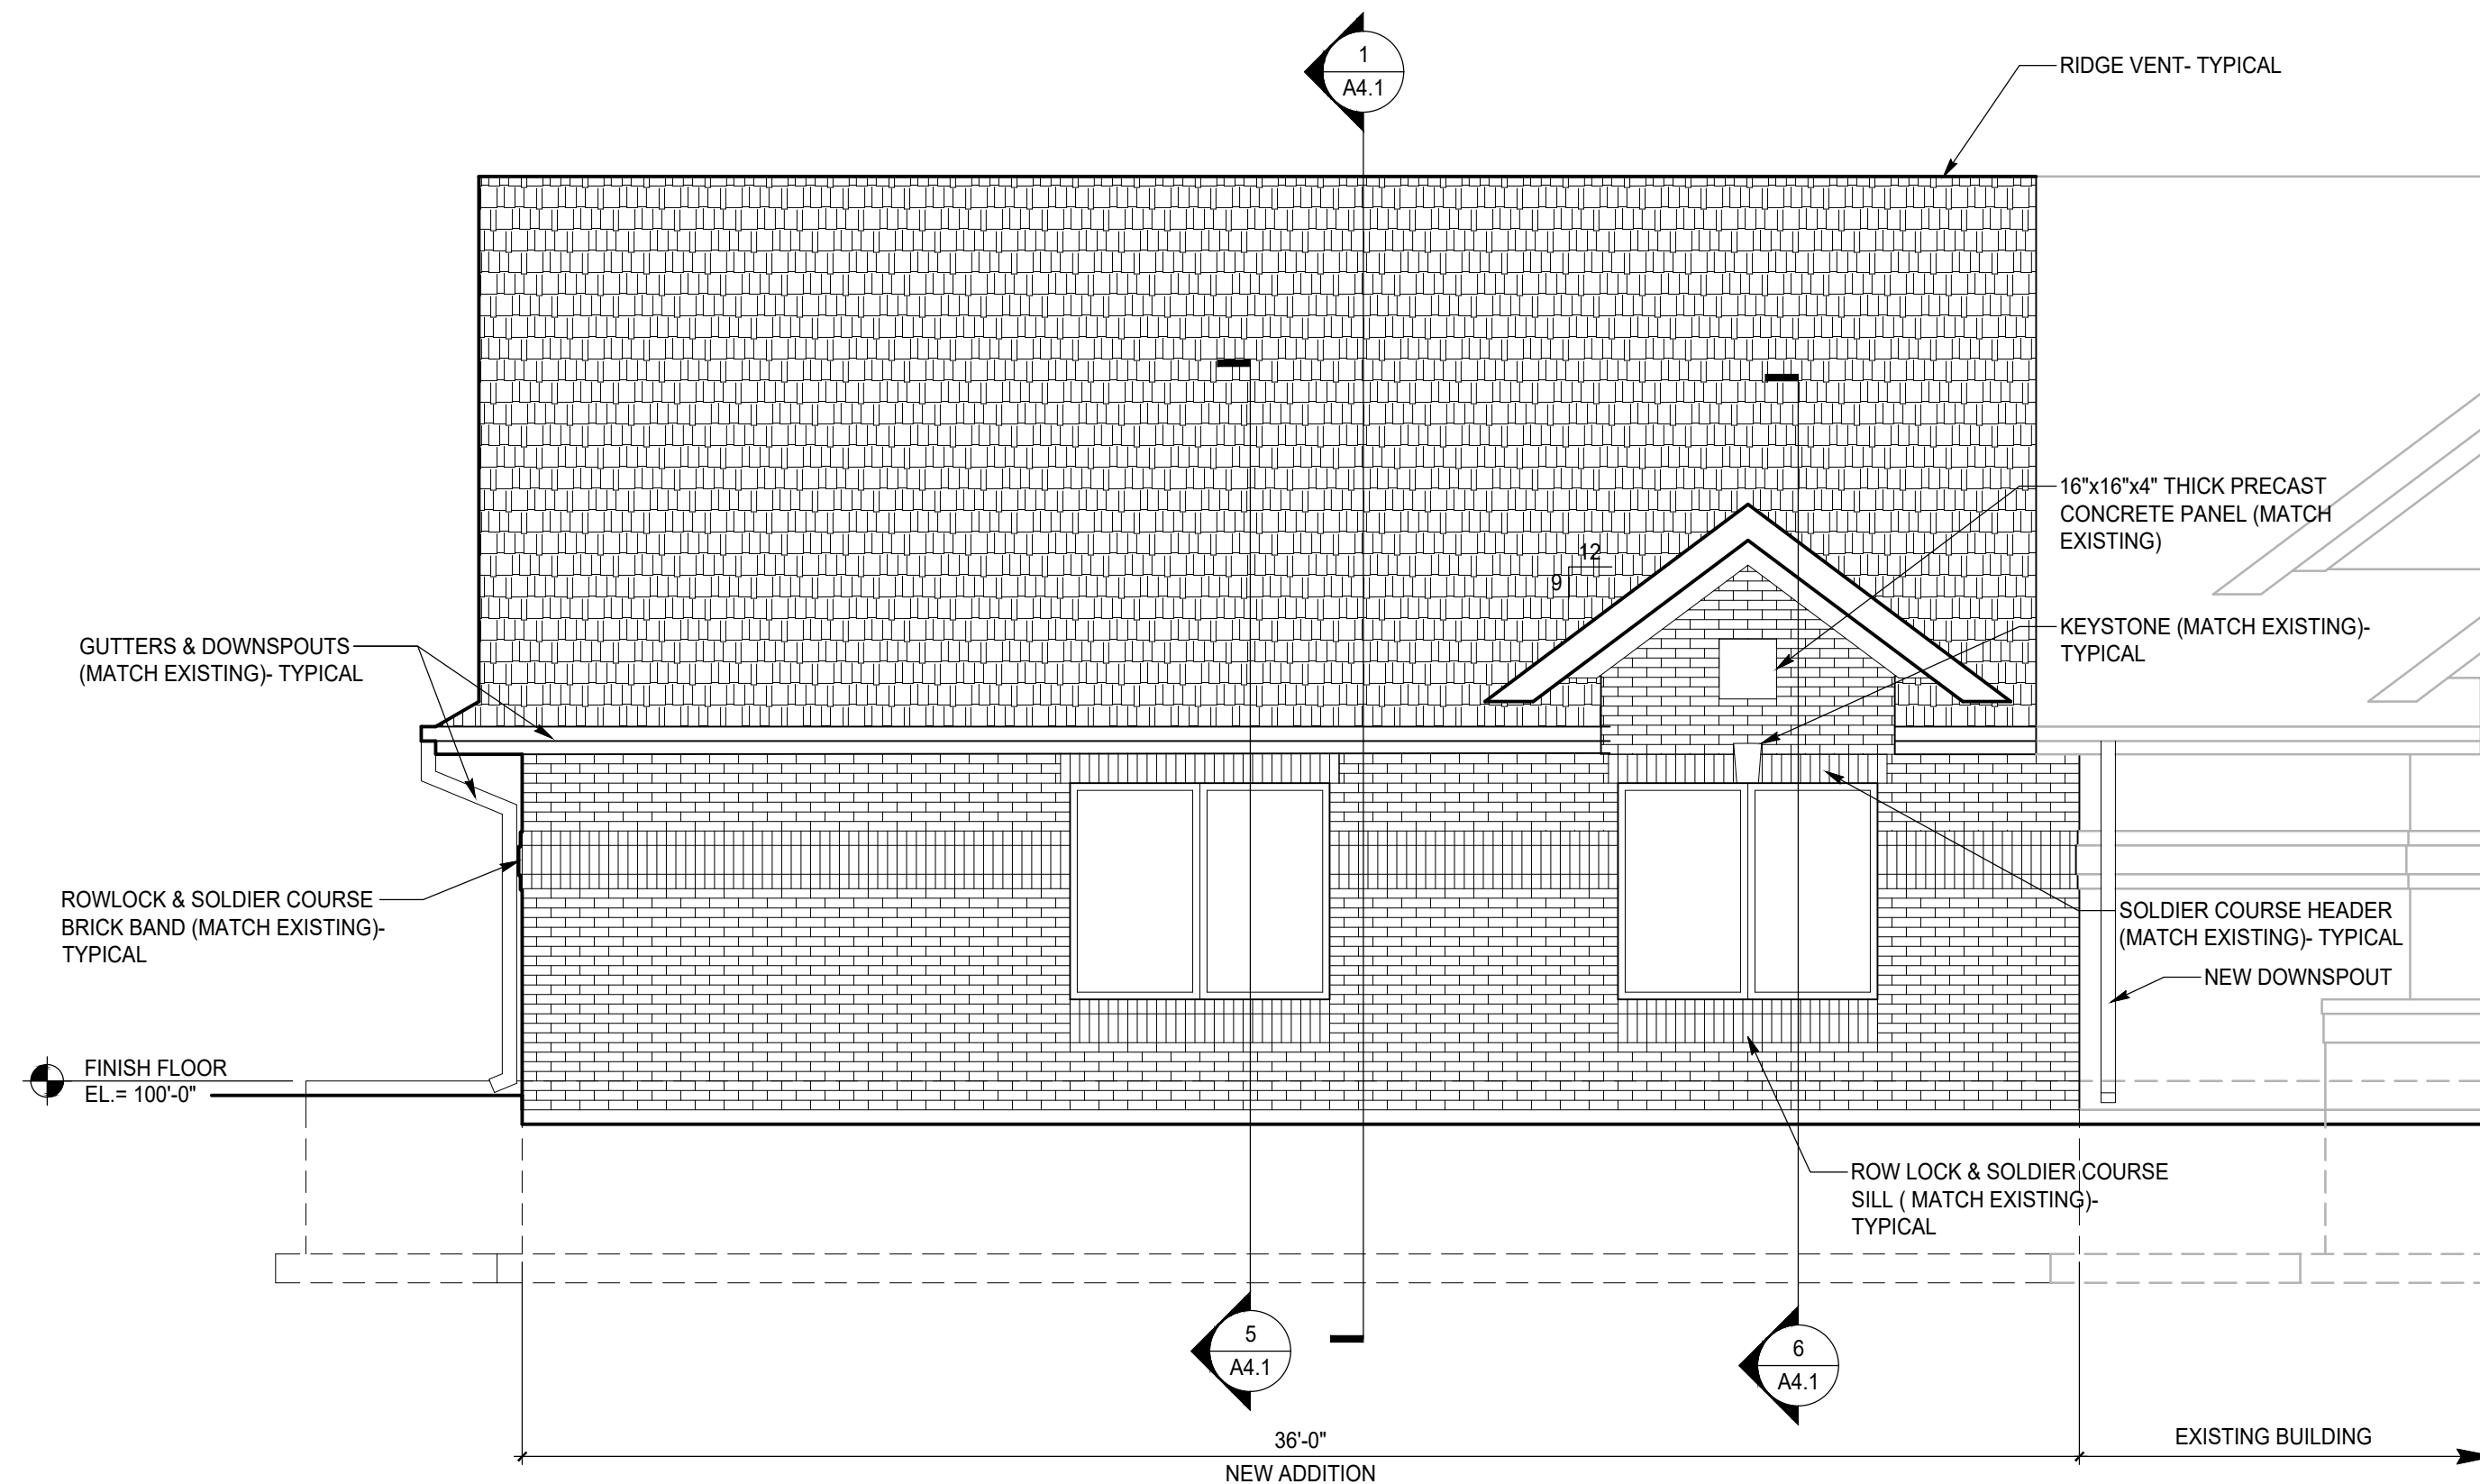 1
A4.1
RIDGE VENT- TYPICAL
16"x16"x4" THICK PRECAST
CONCRETE PANEL (MATCH
EXISTING)
12
9
KEYSTONE (MATCH EXISTING)-
TYPICAL
GUTTERS & DOWNSPOUTS
(MATCH EXISTING)- TYPICAL
ROWLOCK & SOLDIER COURSE
BRICK BAND (MATCH EXISTING)-
TYPICAL
SOLDIER COURSE HEADER
(MATCH EXISTING)- TYPICAL
NEW DOWNSPOUT
FINISH FLOOR
EL.= 100'-0"
ROW LOCK & SOLDIER COURSE
SILL ( MATCH EXISTING)-
TYPICAL
5
A4.1
6
A4.1
36'-0"
NEW ADDITION
EXISTING BUILDING